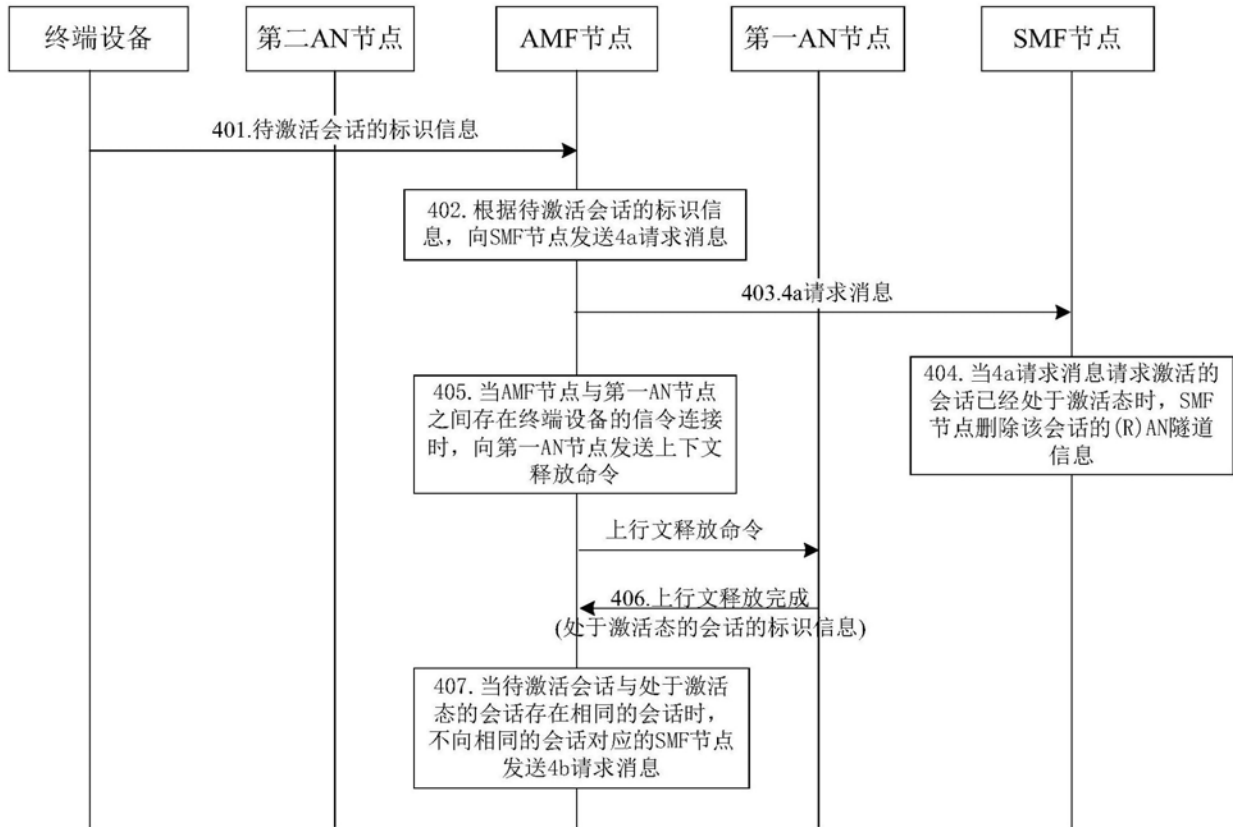 终端设备
第二AN节点
AMF节点
第一AN节点
SMF节点
401.待激活会话的标识信息
402.根据待激活会话的标识信
息，向SMF节点发送4a请求消息
403.4a请求消息
404.当4a请求消息请求激活的
会话已经处于激活态时，SMF
节点删除该会话的(R)AN隧道
信息
405.当AMF节点与第一AN节点
之间存在终端设备的信令连接
时，向第一AN节点发送上下文
释放命令
上行文释放命令
406.上行文释放完成
(处于激活态的会话的标识信息)
407.当待激活会话与处于激活
态的会话存在相同的会话时，
不向相同的会话对应的SMF节点
发送4b请求消息